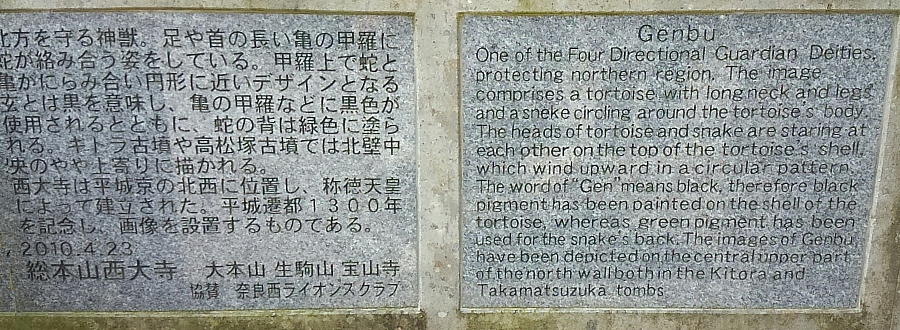 北方を守る神獣。足や首の長い亀の甲羅に
蛇が絡み合う姿をしている。甲羅上で蛇と
亀がにらみ合い円形に近いデザインとなる
玄とは黒を意味し、亀の甲羅などに黒色が
使用されるとともに、蛇の背は緑色に塗ら
れる。キトラ古墳や高松塚古墳では北壁中
央のやや上寄りに描かれる。
西大寺は平城京の北西に位置し、称徳天皇
によって建立された。平城遷都1300年
を記念し、画像を設置するものである。
2010.4.23
総本山西大寺 大本山 生駒山 宝山寺
協賛 奈良西ライオンズクラブ
Genbu
One of the Four Directional Guardian Deities,
protecting northern region. The image
comprises a tortoise with long neck and legs
and a sneke circling around the tortoise's body.
The heads of tortoise and snake are staring at
each other on the top of the tortoise's shell,
which wind upward in a circular pattern.
The word of "Gen" means black, therefore black
pigment has been painted on the shell of the
tortoise, whereas green pigment has been
used for the snake's back. The images of Genbu
have been depicted on the central upper part
of the north wall both in the Kitora and
Takamatsuzuka tombs